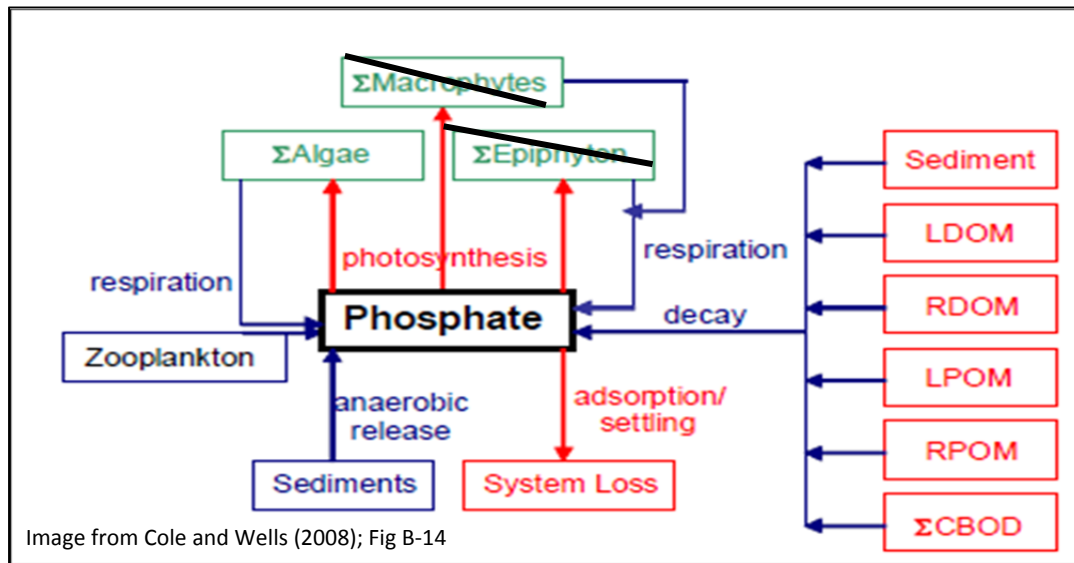 ΣMacrophytes
ΣAlgae
ΣEpiphyton
Sediment
LDOM
respiration
photosynthesis
respiration
RDOM
Phosphate
decay
Zooplankton
LPOM
anaerobic
release
adsorption/
settling
RPOM
Sediments
System Loss
ΣCBOD
Image from Cole and Wells (2008); Fig B-14